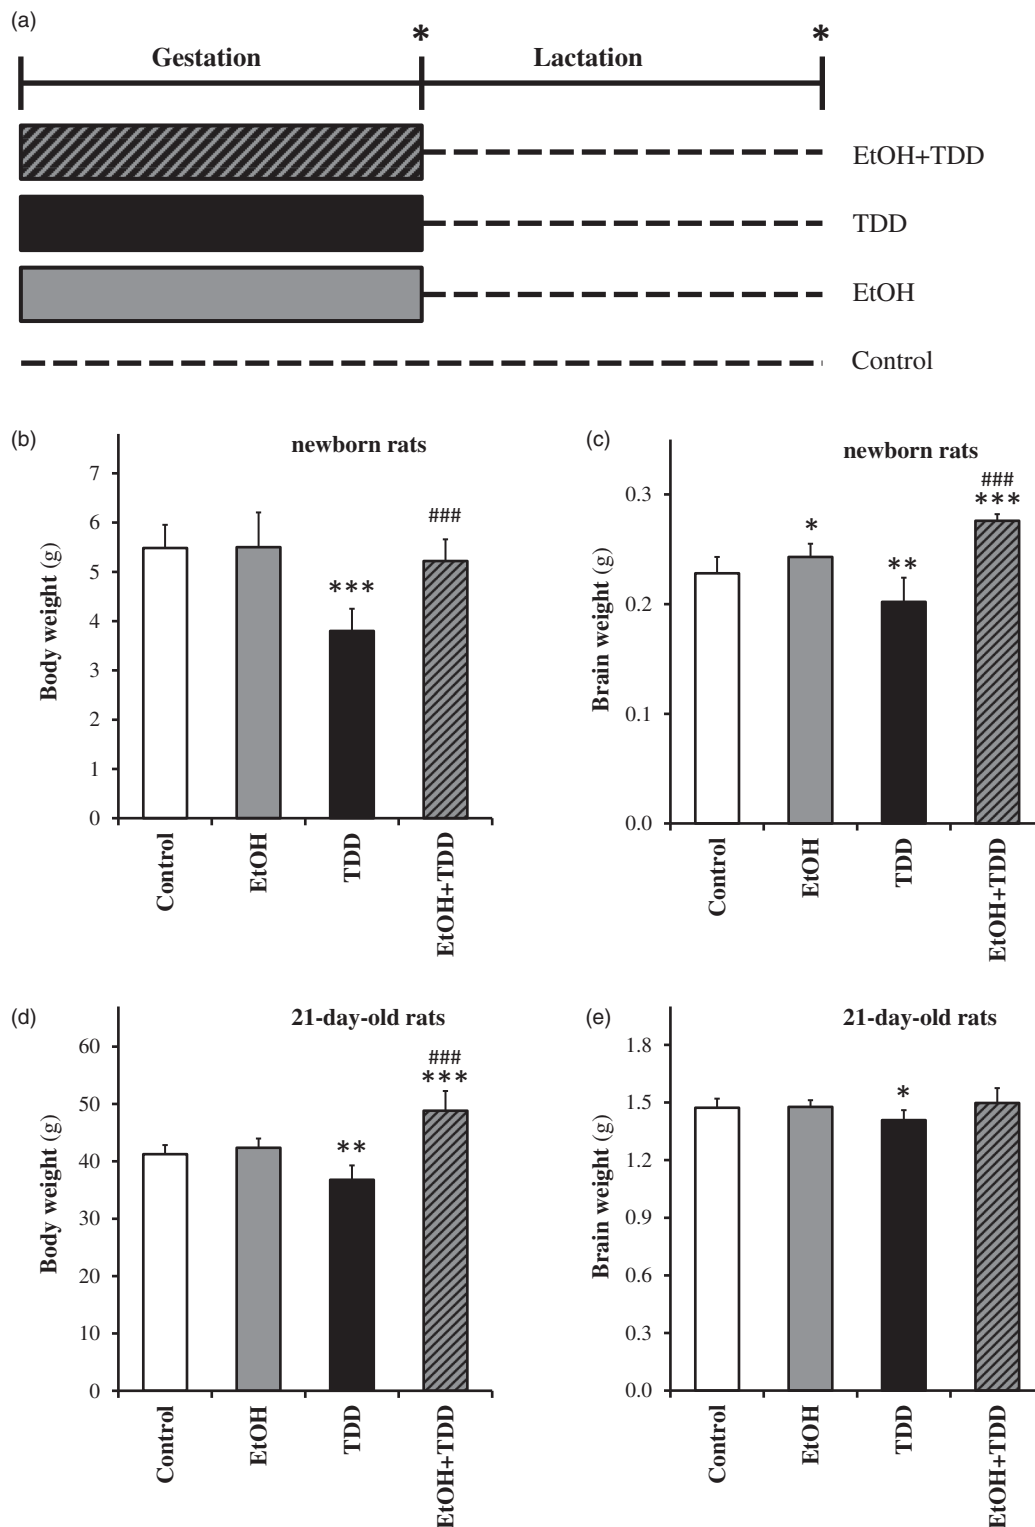 (a)
* *
Gestation Lactation
EtOH+TDD
TDD
EtOH
Control
(b)
newborn rats
Body weight (g)
7
6
5
4
3
2
1
0
***
###
Control
EtOH
TDD
EtOH+TDD
(c)
newborn rats
Brain weight (g)
0.3
0.2
0.1
0.0
*
**
###
***
Control
EtOH
TDD
EtOH+TDD
(d)
21-day-old rats
Body weight (g)
60
50
40
30
20
10
0
**
###
***
Control
EtOH
TDD
EtOH+TDD
(e)
21-day-old rats
Brain weight (g)
1.8
1.5
1.2
0.9
0.6
0.3
0.0
*
Control
EtOH
TDD
EtOH+TDD